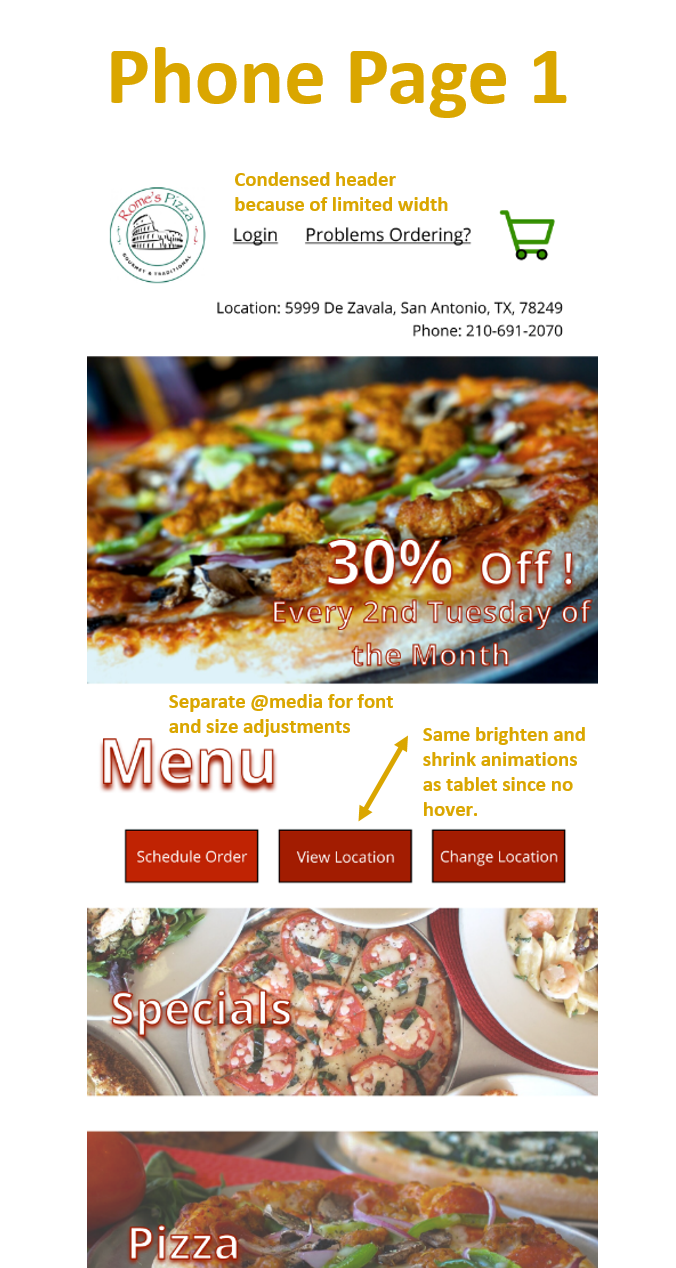 Phone Page 1
Condensed header
because of limited width
Rome's Pizza
GOURMET & TRADITIONAL
Login Problems Ordering?
Location: 5999 De Zavala, San Antonio, TX, 78249
Phone: 210-691-2070
30% Off !
Every 2nd Tuesday of
the Month
Separate @media for font
and size adjustments
Menu
Same brighten and
shrink animations
as tablet since no
hover.
Schedule Order View Location Change Location
Specials
Pizza